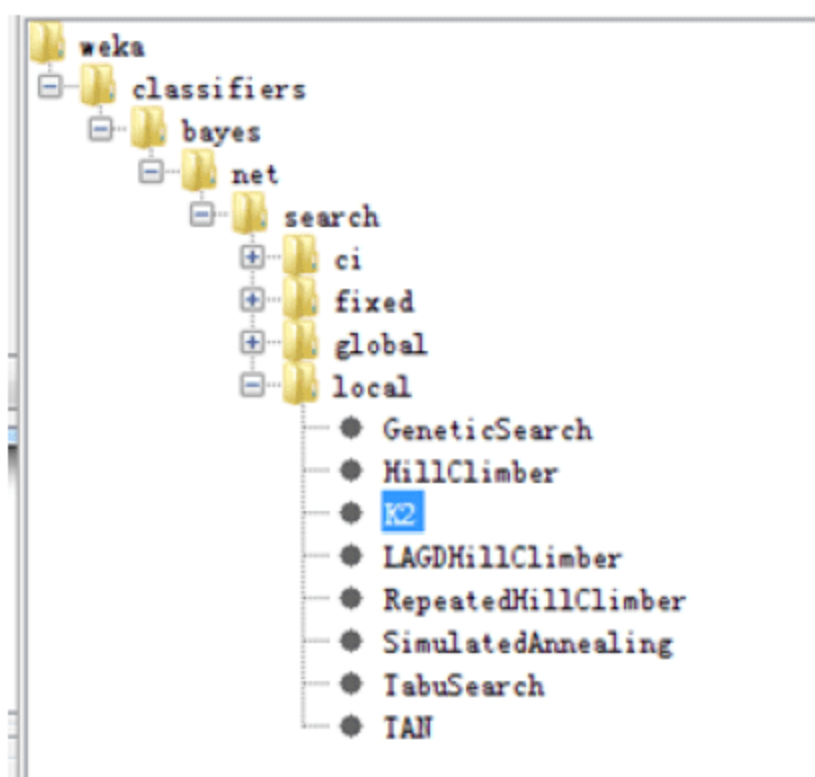 weka
classifiers
bayes
net
search
ci
fixed
global
local
GeneticSearch
HillClimber
K2
LAGDHillClimber
RepeatedHillClimber
SimulatedAnnealing
TabuSearch
TAN